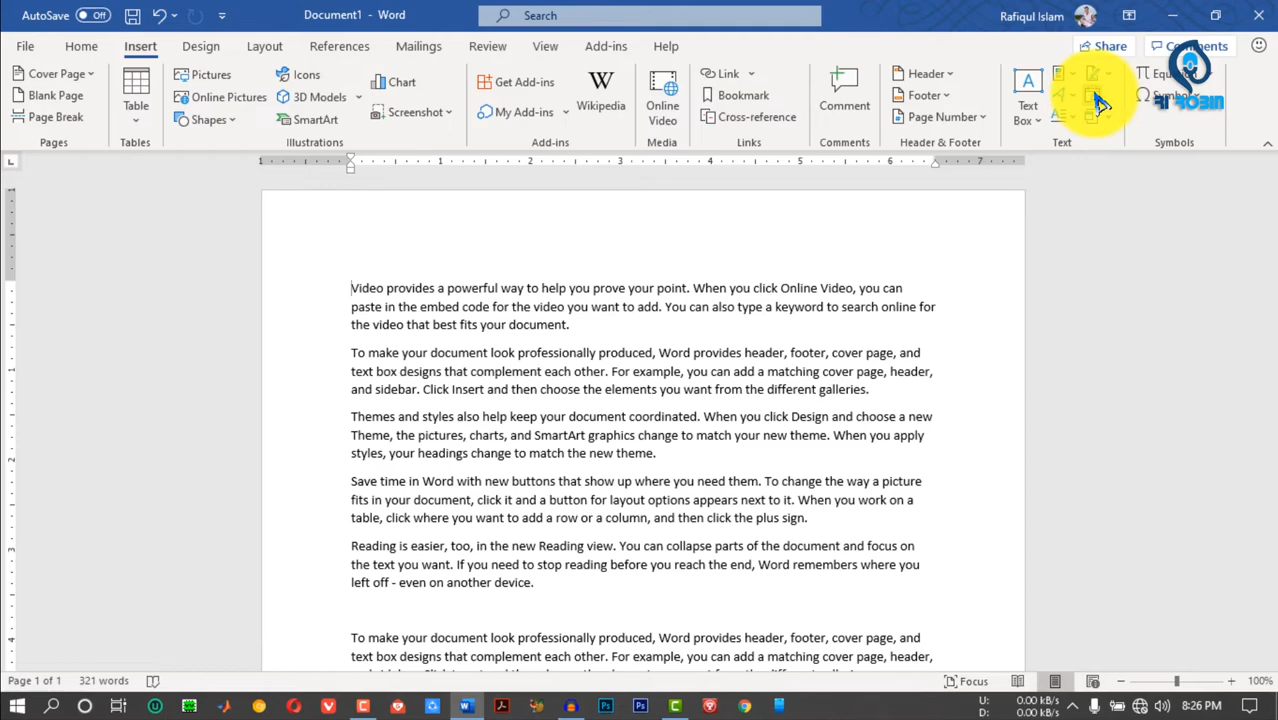 AutoSave Off Document1 - Word Search Rafiqul Islam
File Home Insert Design Layout References Mailings Review View Add-ins Help Share Comments
Cover Page
Blank Page
Page Break
Pages
Table
Tables
Pictures
Online Pictures
Shapes
Icons
3D Models
SmartArt
Chart
Screenshot
Illustrations
Get Add-ins
My Add-ins
Wikipedia
Add-ins
Online
Video
Media
Link
Bookmark
Cross-reference
Links
Comment
Comments
Header
Footer
Page Number
Header & Footer
A
Text
Box
Text
Symbols
RI ROBIN
1 1 2 3 4 5 6 7
Video provides a powerful way to help you prove your point. When you click Online Video, you can
paste in the embed code for the video you want to add. You can also type a keyword to search online for
the video that best fits your document.
To make your document look professionally produced, Word provides header, footer, cover page, and
text box designs that complement each other. For example, you can add a matching cover page, header,
and sidebar. Click Insert and then choose the elements you want from the different galleries.
Themes and styles also help keep your document coordinated. When you click Design and choose a new
Theme, the pictures, charts, and SmartArt graphics change to match your new theme. When you apply
styles, your headings change to match the new theme.
Save time in Word with new buttons that show up where you need them. To change the way a picture
fits in your document, click it and a button for layout options appears next to it. When you work on a
table, click where you want to add a row or a column, and then click the plus sign.
Reading is easier, too, in the new Reading view. You can collapse parts of the document and focus on
the text you want. If you need to stop reading before you reach the end, Word remembers where you
left off - even on another device.
To make your document look professionally produced, Word provides header, footer, cover page, and
text box designs that complement each other. For example, you can add a matching cover page, header,
Page 1 of 1 321 words Focus 100%
U: 0.00 kB/s
D: 0.00 kB/s
8:26 PM